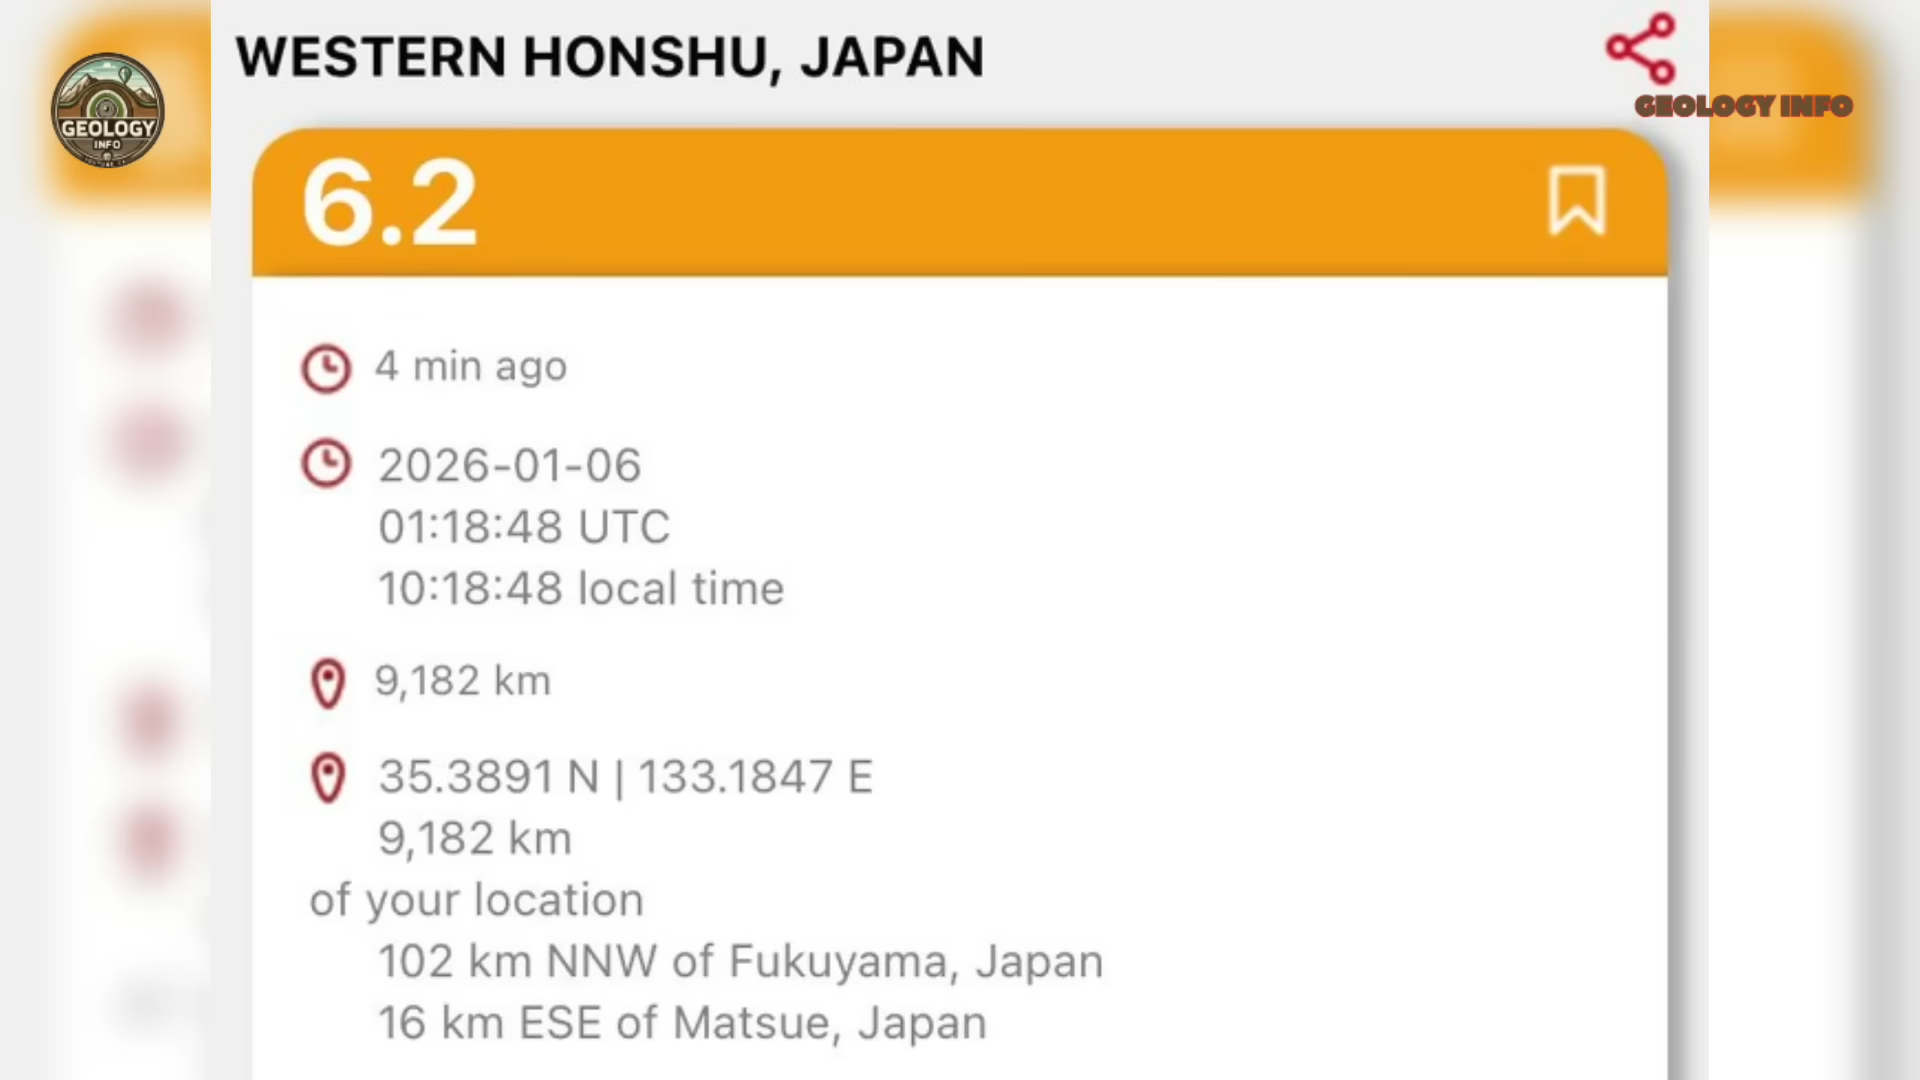 WESTERN HONSHU, JAPAN
GEOLOGY INFO
GEOLOGY
INFO
6.2
4 min ago
2026-01-06
01:18:48 UTC
10:18:48 local time
9,182 km
35.3891 N | 133.1847 E
9,182 km
of your location
102 km NNW of Fukuyama, Japan
16 km ESE of Matsue, Japan